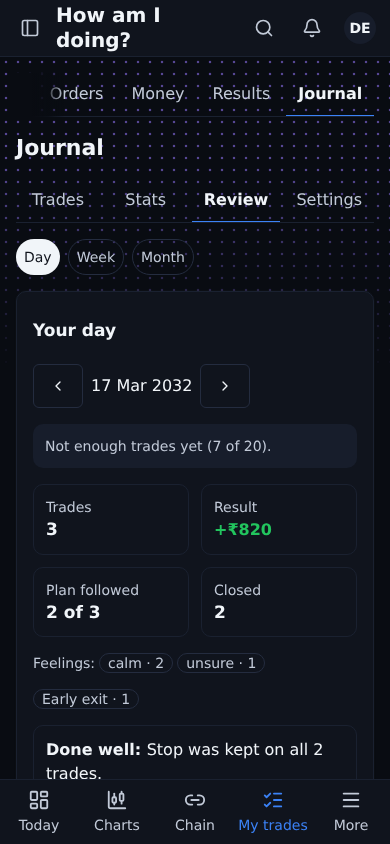 How am I
doing?
DE
Orders Money Results Journal
Journal
Trades Stats Review Settings
Day Week Month
Your day
17 Mar 2032
Not enough trades yet (7 of 20).
Trades Result
3 +₹820
Plan followed Closed
2 of 3 2
Feelings: calm · 2 unsure · 1
Early exit · 1
Done well: Stop was kept on all 2
trades.
Today Charts Chain My trades More